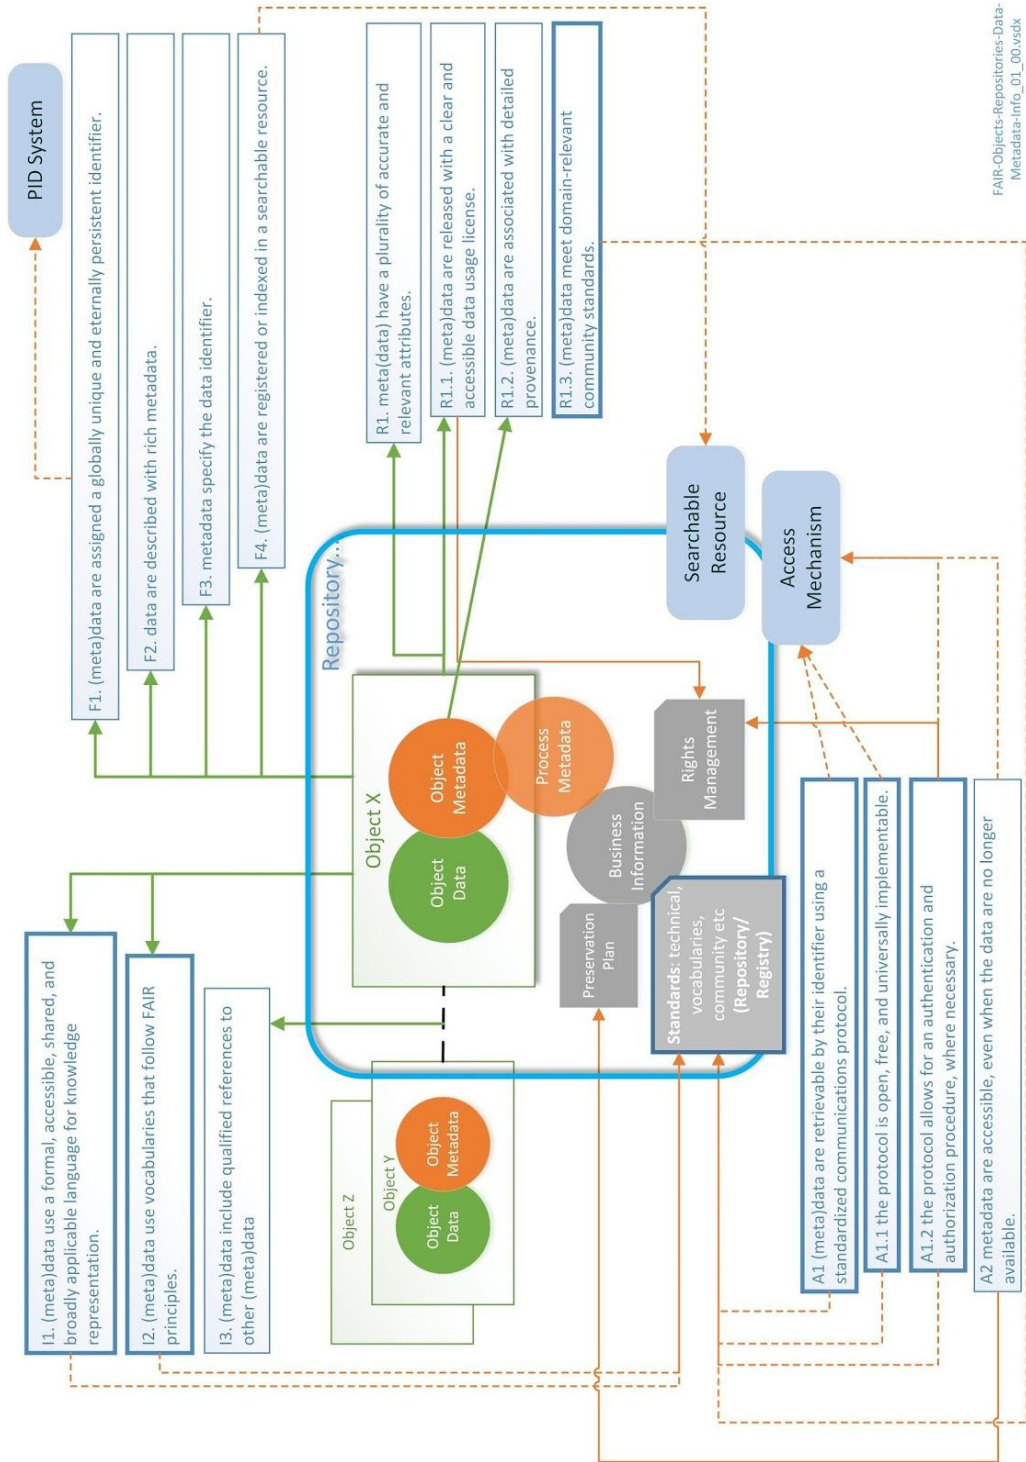 PID System
F1. (meta)data are assigned a globally unique and eternally persistent identifier.
F2. data are described with rich metadata.
F3. metadata specify the data identifier.
F4. (meta)data are registered or indexed in a searchable resource.
I1. (meta)data use a formal, accessible, shared, and
broadly applicable language for knowledge
representation.
I2. (meta)data use vocabularies that follow FAIR
principles.
I3. (meta)data include qualified references to
other (meta)data
R1. meta(data) have a plurality of accurate and
relevant attributes.
R1.1. (meta)data are released with a clear and
accessible data usage license.
R1.2. (meta)data are associated with detailed
provenance.
R1.3. (meta)data meet domain-relevant
community standards.
Repository...
Object X
Object
Data
Object
Metadata
Process
Metadata
Business
Information
Preservation
Plan
Rights
Management
Standards: technical,
vocabularies,
community etc
(Repository/
Registry)
Object Z
Object Y
Object
Data
Object
Metadata
Searchable
Resource
Access
Mechanism
A1 (meta)data are retrievable by their identifier using a
standardized communications protocol.
A1.1 the protocol is open, free, and universally implementable.
A1.2 the protocol allows for an authentication and
authorization procedure, where necessary.
A2 metadata are accessible, even when the data are no longer
available.
FAIR-Objects-Repositories-Data-
Metadata-Info_01_00.vsdx